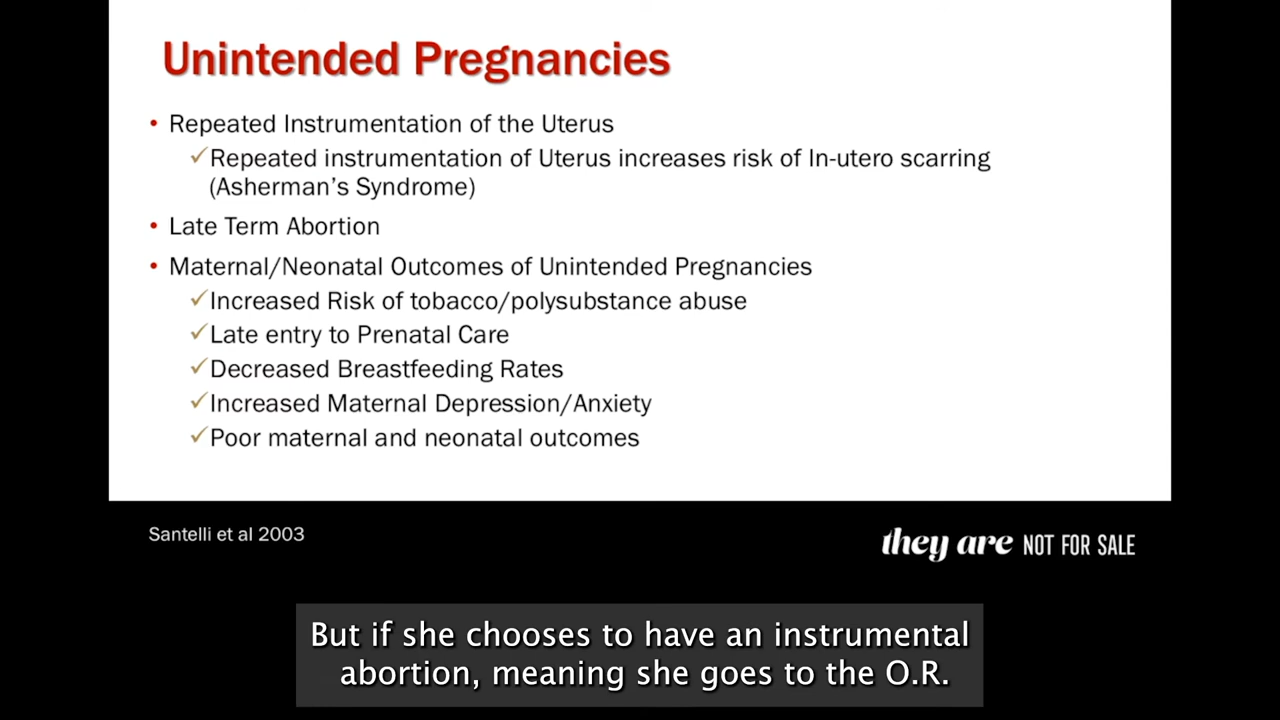 Unintended Pregnancies
• Repeated Instrumentation of the Uterus
✓Repeated instrumentation of Uterus increases risk of In-utero scarring
(Asherman's Syndrome)
• Late Term Abortion
• Maternal/Neonatal Outcomes of Unintended Pregnancies
✓Increased Risk of tobacco/polysubstance abuse
✓Late entry to Prenatal Care
✓Decreased Breastfeeding Rates
✓Increased Maternal Depression/Anxiety
✓Poor maternal and neonatal outcomes
Santelli et al 2003
they are NOT FOR SALE
But if she chooses to have an instrumental
abortion, meaning she goes to the O.R.